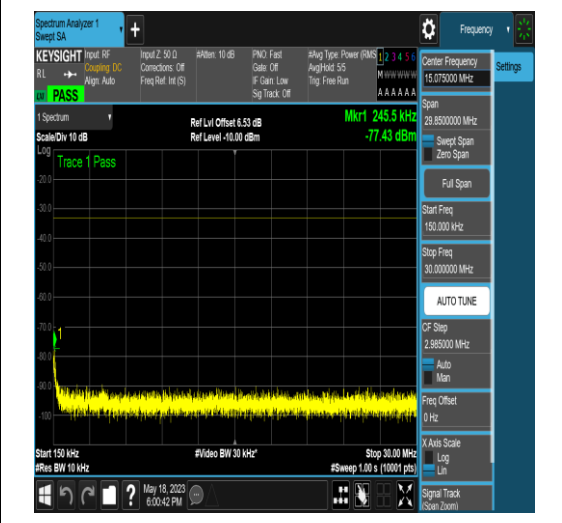 Spectrum Analyzer 1
Swept SA
+
Frequency
KEYSIGHT
RL
Input: RF
Coupling: DC
Align: Auto
Input Z: 50 Ω
Corrections: Off
Freq Ref: Int (S)
#Atten: 10 dB
PNO: Fast
Gate: Off
IF Gain: Low
Sig Track: Off
#Avg Type: Power (RMS)
Avg|Hold: 5/5
Trig: Free Run
1 2 3 4 5 6
M W W W W W
A A A A A A
PASS
1 Spectrum
Scale/Div 10 dB
Ref Lvl Offset 6.53 dB
Ref Level -10.00 dBm
Mkr1 245.5 kHz
-77.43 dBm
Log
Trace 1 Pass
-20.0
-30.0
-40.0
-50.0
-60.0
-70.0
-80.0
-90.0
-100
1
Start 150 kHz
#Res BW 10 kHz
#Video BW 30 kHz*
Stop 30.00 MHz
#Sweep 1.00 s (10001 pts)
?
May 18, 2023
6:00:42 PM
Center Frequency
15.075000 MHz
Settings
Span
29.8500000 MHz
Swept Span
Zero Span
Full Span
Start Freq
150.000 kHz
Stop Freq
30.000000 MHz
AUTO TUNE
CF Step
2.985000 MHz
Auto
Man
Freq Offset
0 Hz
X Axis Scale
Log
Lin
Signal Track
(Span Zoom)